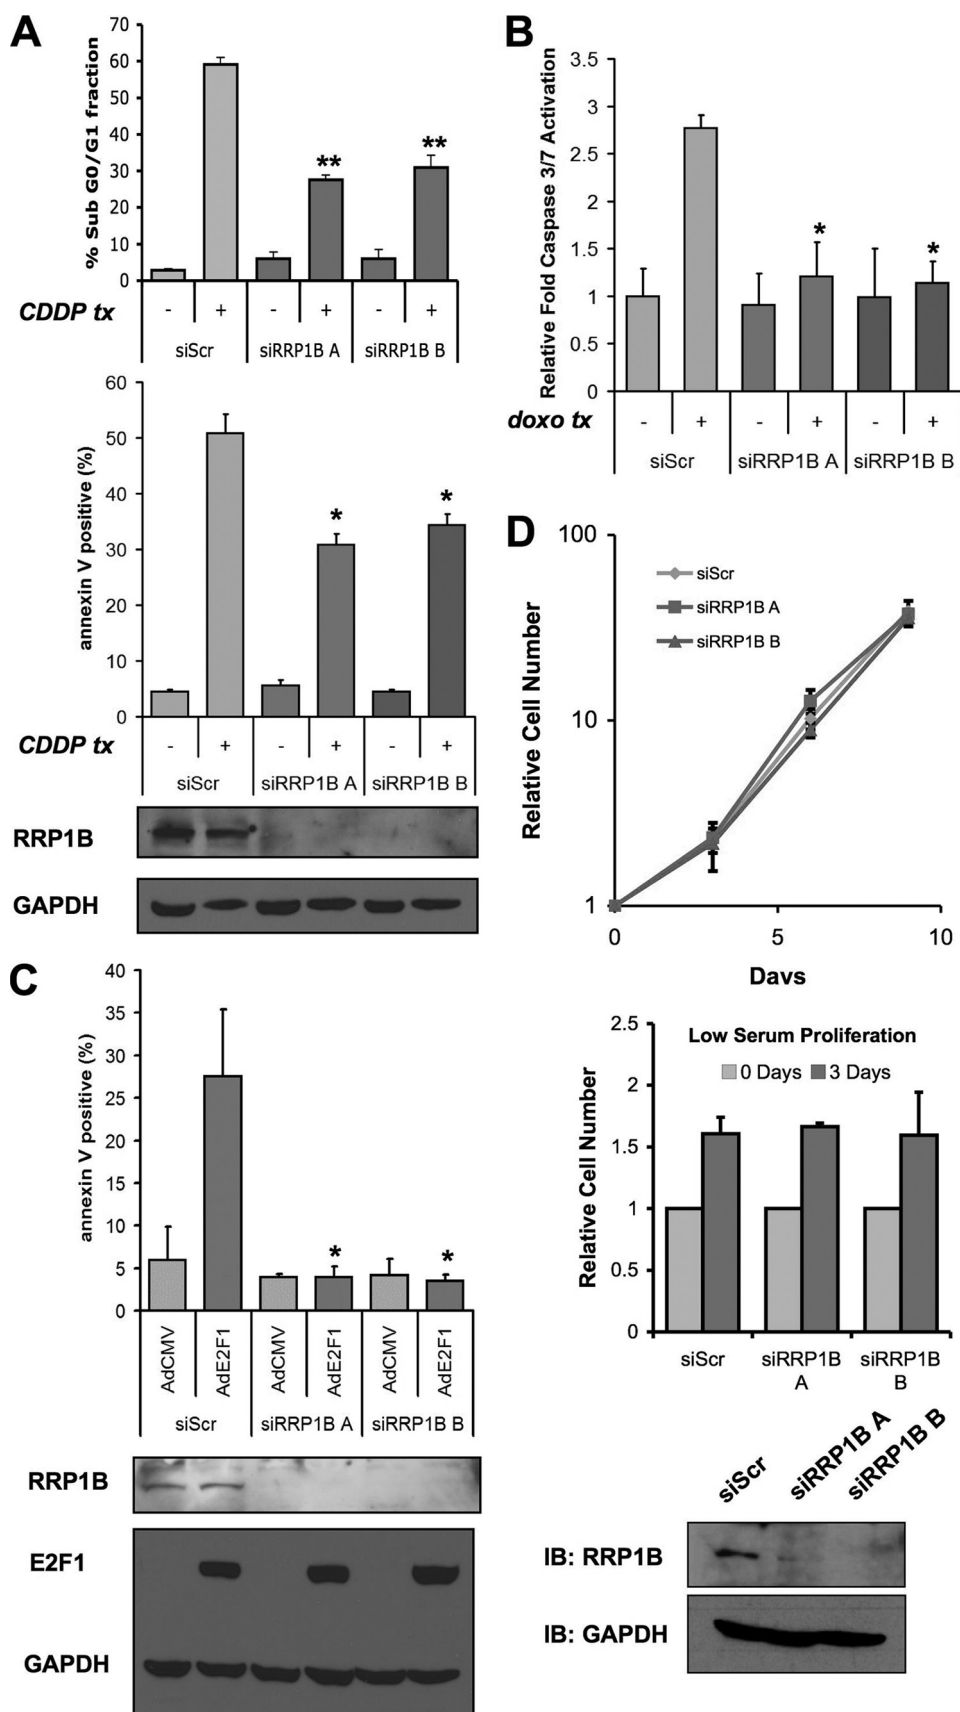 A
70
60
50
40
30
20
10
0
% Sub G0/G1 fraction
**
**
CDDP tx
- + - + - +
siScr siRRP1B A siRRP1B B
60
50
40
30
20
10
0
annexin V positive (%)
*
*
CDDP tx
- + - + - +
siScr siRRP1B A siRRP1B B
RRP1B
GAPDH
B
3.5
3
2.5
2
1.5
1
0.5
0
Relative Fold Caspase 3/7 Activation
*
*
doxo tx
- + - + - +
siScr siRRP1B A siRRP1B B
C
40
35
30
25
20
15
10
5
0
annexin V positive (%)
*
*
AdCMV AdE2F1 AdCMV AdE2F1 AdCMV AdE2F1
siScr siRRP1B A siRRP1B B
RRP1B
E2F1
GAPDH
D
100
10
1
Relative Cell Number
siScr
siRRP1B A
siRRP1B B
0 5 10
Days
2.5
2
1.5
1
0.5
0
Relative Cell Number
Low Serum Proliferation
0 Days 3 Days
siScr siRRP1B siRRP1B
A B
siScr siRRP1B A siRRP1B B
IB: RRP1B
IB: GAPDH